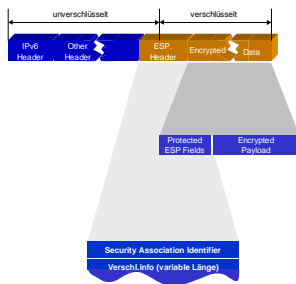 unverschlüsselt
verschlüsselt
IPv6
Header
Other
Header
ESP.
Header
Encrypted
Data
Protected
ESP Fields
Encrypted
Payload
Security Association Identifier
Verschl.info (variable Länge)